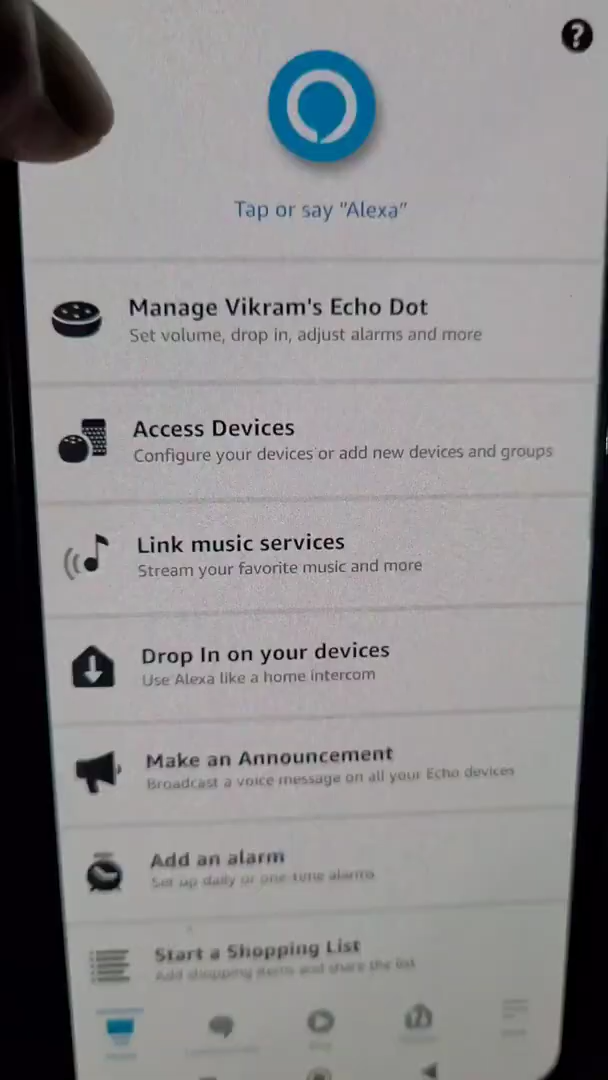 ?
Tap or say "Alexa"
Manage Vikram's Echo Dot
Set volume, drop in, adjust alarms and more
Access Devices
Configure your devices or add new devices and groups
Link music services
Stream your favorite music and more
Drop In on your devices
Use Alexa like a home intercom
Make an Announcement
Broadcast a voice message on all your Echo devices
Add an alarm
Set up daily or one-time alarms
Start a Shopping List
Add shopping items and share the list